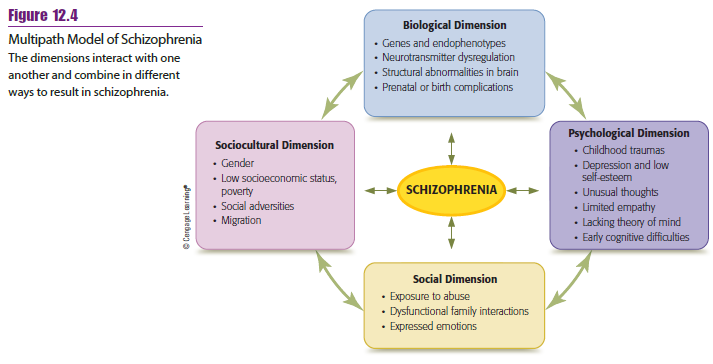 Figure 12.4
Multipath Model of Schizophrenia
The dimensions interact with one
another and combine in different
ways to result in schizophrenia.
Biological Dimension
• Genes and endophenotypes
• Neurotransmitter dysregulation
• Structural abnormalities in brain
• Prenatal or birth complications
Sociocultural Dimension
• Gender
• Low socioeconomic status,
poverty
• Social adversities
• Migration
SCHIZOPHRENIA
Psychological Dimension
• Childhood traumas
• Depression and low
self-esteem
• Unusual thoughts
• Limited empathy
• Lacking theory of mind
• Early cognitive difficulties
Social Dimension
• Exposure to abuse
• Dysfunctional family interactions
• Expressed emotions
© Cengage Learning®